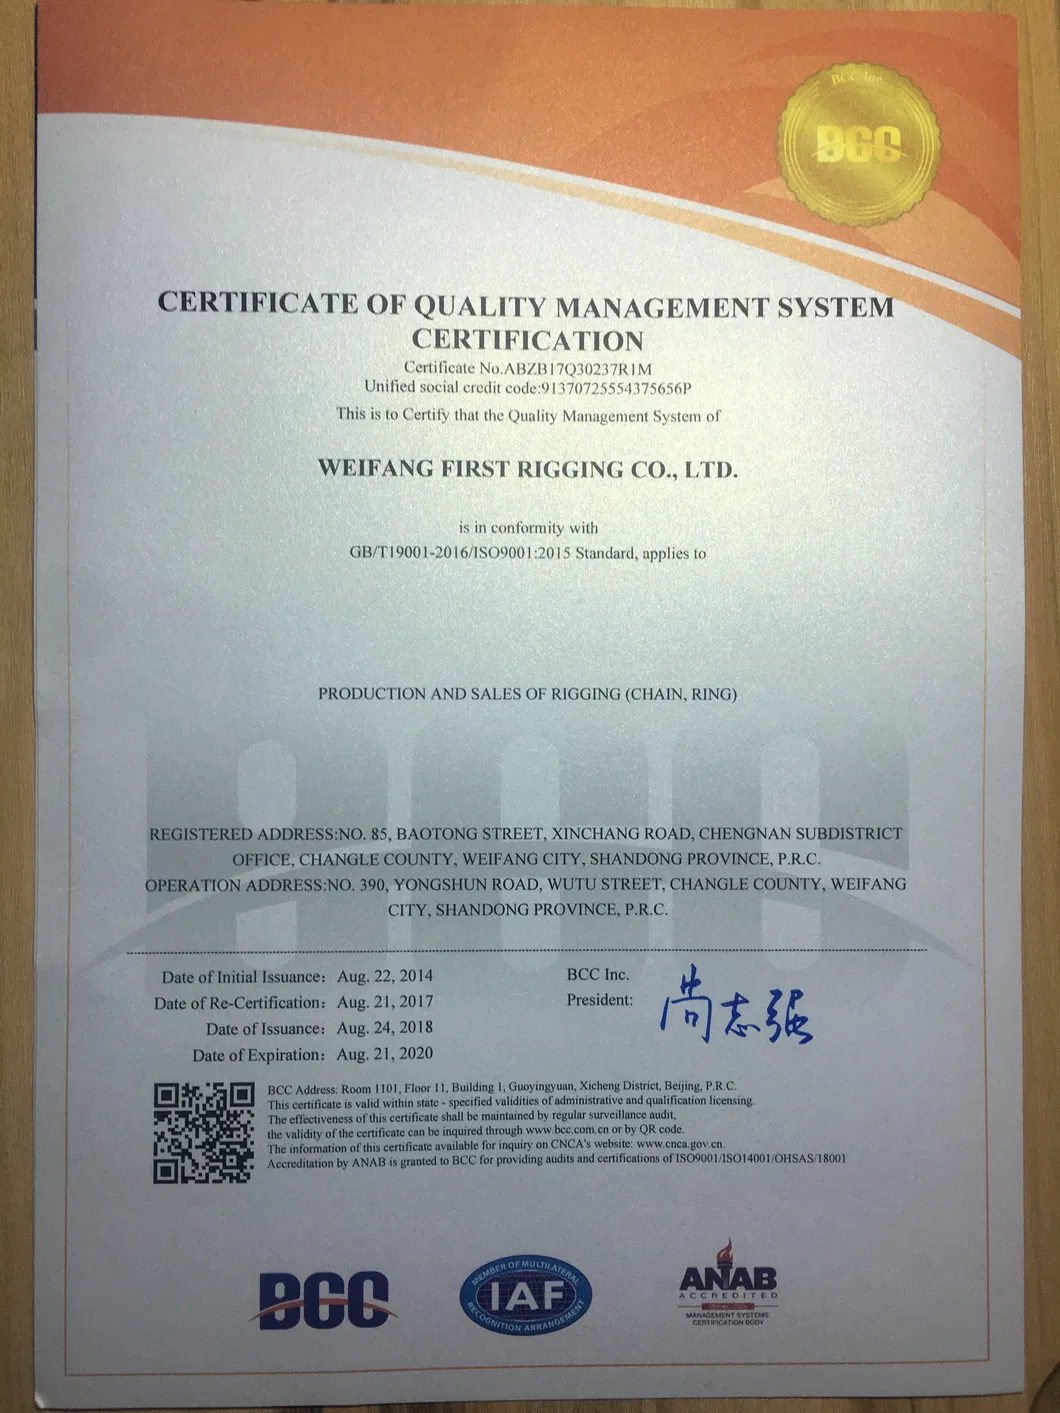 BCC Inc.
BCC
CERTIFICATE OF QUALITY MANAGEMENT SYSTEM
CERTIFICATION
Certificate No.ABZB17Q30237R1M
Unified social credit code:91370725554375656P
This is to Certify that the Quality Management System of
WEIFANG FIRST RIGGING CO., LTD.
is in conformity with
GB/T19001-2016/ISO9001:2015 Standard, applies to
PRODUCTION AND SALES OF RIGGING (CHAIN, RING)
REGISTERED ADDRESS:NO. 85, BAOTONG STREET, XINCHANG ROAD, CHENGNAN SUBDISTRICT
OFFICE, CHANGLE COUNTY, WEIFANG CITY, SHANDONG PROVINCE, P.R.C.
OPERATION ADDRESS:NO. 390, YONGSHUN ROAD, WUTU STREET, CHANGLE COUNTY, WEIFANG
CITY, SHANDONG PROVINCE, P.R.C.
Date of Initial Issuance: Aug. 22, 2014
Date of Re-Certification: Aug. 21, 2017
Date of Issuance: Aug. 24, 2018
Date of Expiration: Aug. 21, 2020
BCC Inc.
President: 尚志强
BCC Address: Room 1101, Floor 11, Building 1, Guoyingyuan, Xicheng District, Beijing, P.R.C.
This certificate is valid within state - specified validities of administrative and qualification licensing.
The effectiveness of this certificate shall be maintained by regular surveillance audit,
the validity of the certificate can be inquired through www.bcc.com.cn or by QR code.
The information of this certificate available for inquiry on CNCA's website: www.cnca.gov.cn.
Accreditation by ANAB is granted to BCC for providing audits and certifications of ISO9001/ISO14001/OHSAS/18001
BCC
MEMBER OF MULTILATERAL
IAF
RECOGNITION ARRANGEMENT
ANAB
ACCREDITED
MANAGEMENT SYSTEMS
CERTIFICATION BODY